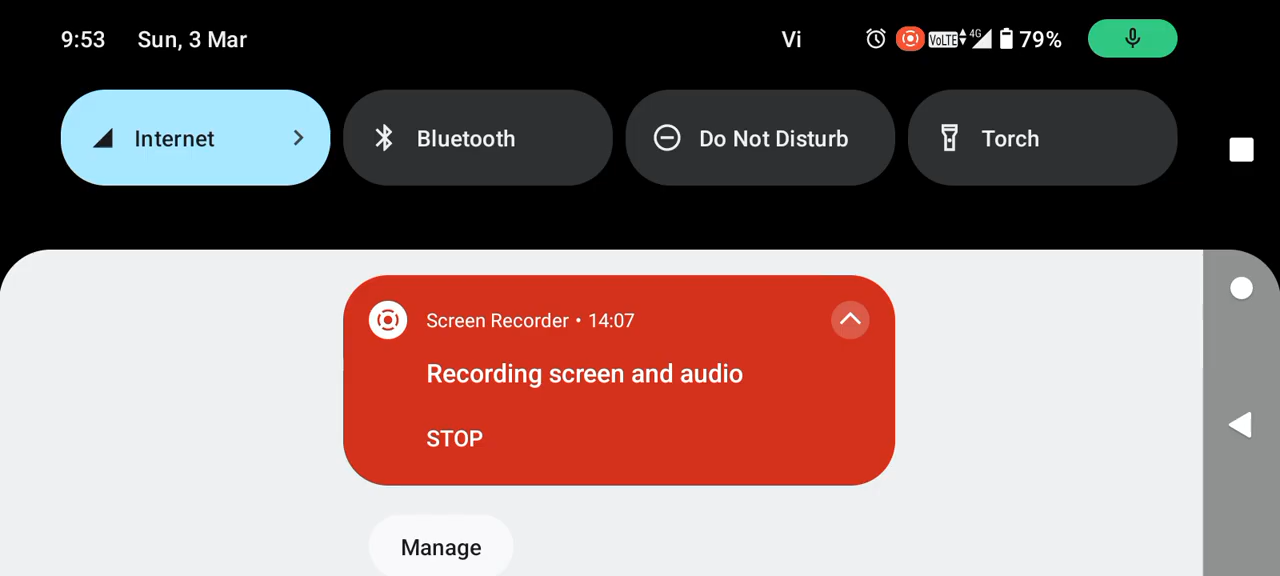 9:53 Sun, 3 Mar Vi VoLTE 4G 79%
Internet Bluetooth Do Not Disturb Torch
Screen Recorder • 14:07
Recording screen and audio
STOP
Manage